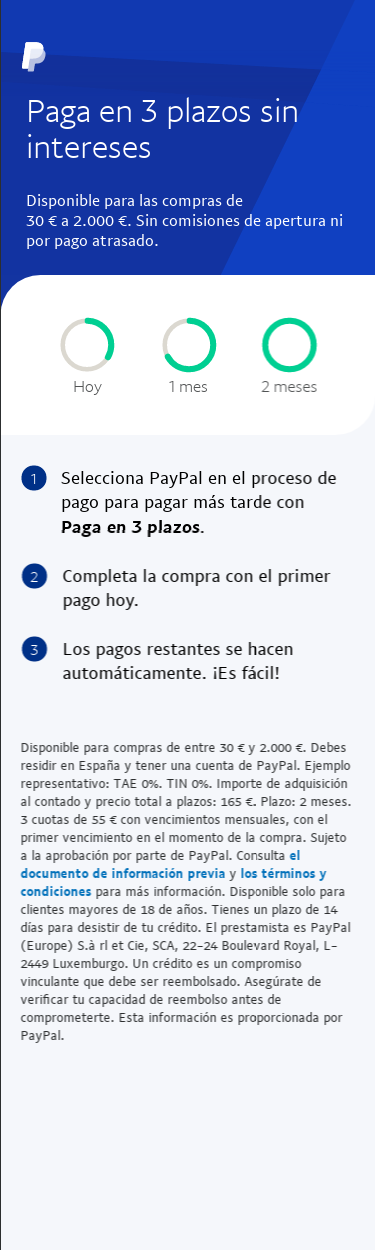 Paga en 3 plazos sin
intereses
Disponible para las compras de
30 € a 2.000 €. Sin comisiones de apertura ni
por pago atrasado.
Hoy
1 mes
2 meses
1 Selecciona PayPal en el proceso de
pago para pagar más tarde con
Paga en 3 plazos.
2 Completa la compra con el primer
pago hoy.
3 Los pagos restantes se hacen
automáticamente. ¡Es fácil!
Disponible para compras de entre 30 € y 2.000 €. Debes
residir en España y tener una cuenta de PayPal. Ejemplo
representativo: TAE 0%. TIN 0%. Importe de adquisición
al contado y precio total a plazos: 165 €. Plazo: 2 meses.
3 cuotas de 55 € con vencimientos mensuales, con el
primer vencimiento en el momento de la compra. Sujeto
a la aprobación por parte de PayPal. Consulta el
documento de información previa y los términos y
condiciones para más información. Disponible solo para
clientes mayores de 18 de años. Tienes un plazo de 14
días para desistir de tu crédito. El prestamista es PayPal
(Europe) S.à rl et Cie, SCA, 22-24 Boulevard Royal, L-
2449 Luxemburgo. Un crédito es un compromiso
vinculante que debe ser reembolsado. Asegúrate de
verificar tu capacidad de reembolso antes de
comprometerte. Esta información es proporcionada por
PayPal.